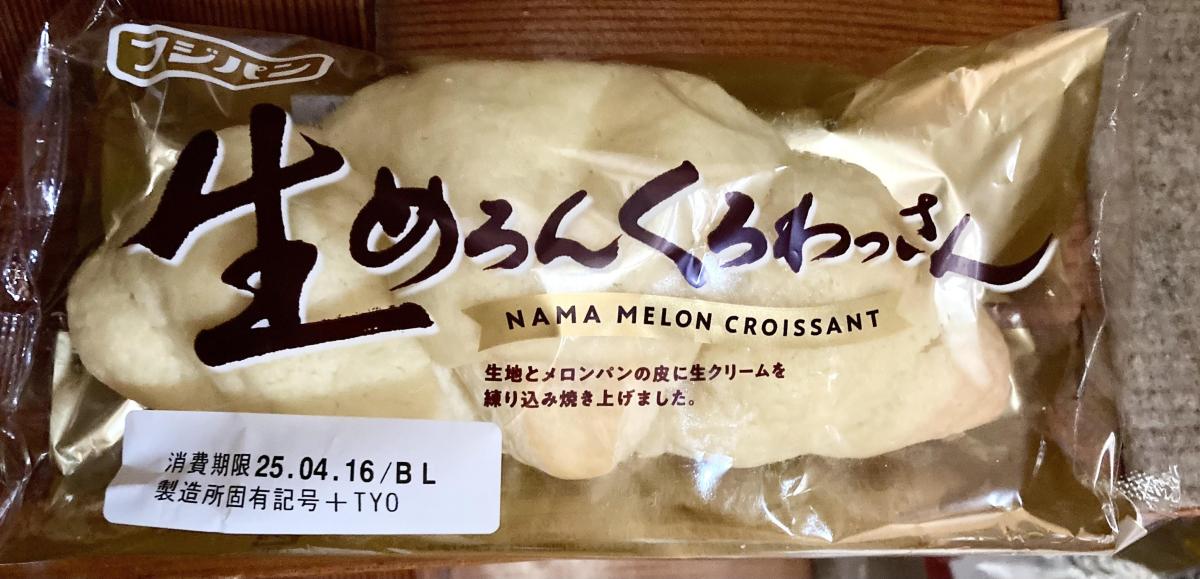 フジパン
生めろんくろわっさん
NAMA MELON CROISSANT
生地とメロンパンの皮に生クリームを
練り込み焼き上げました。
消費期限 25.04.16/BL
製造所固有記号+TYO